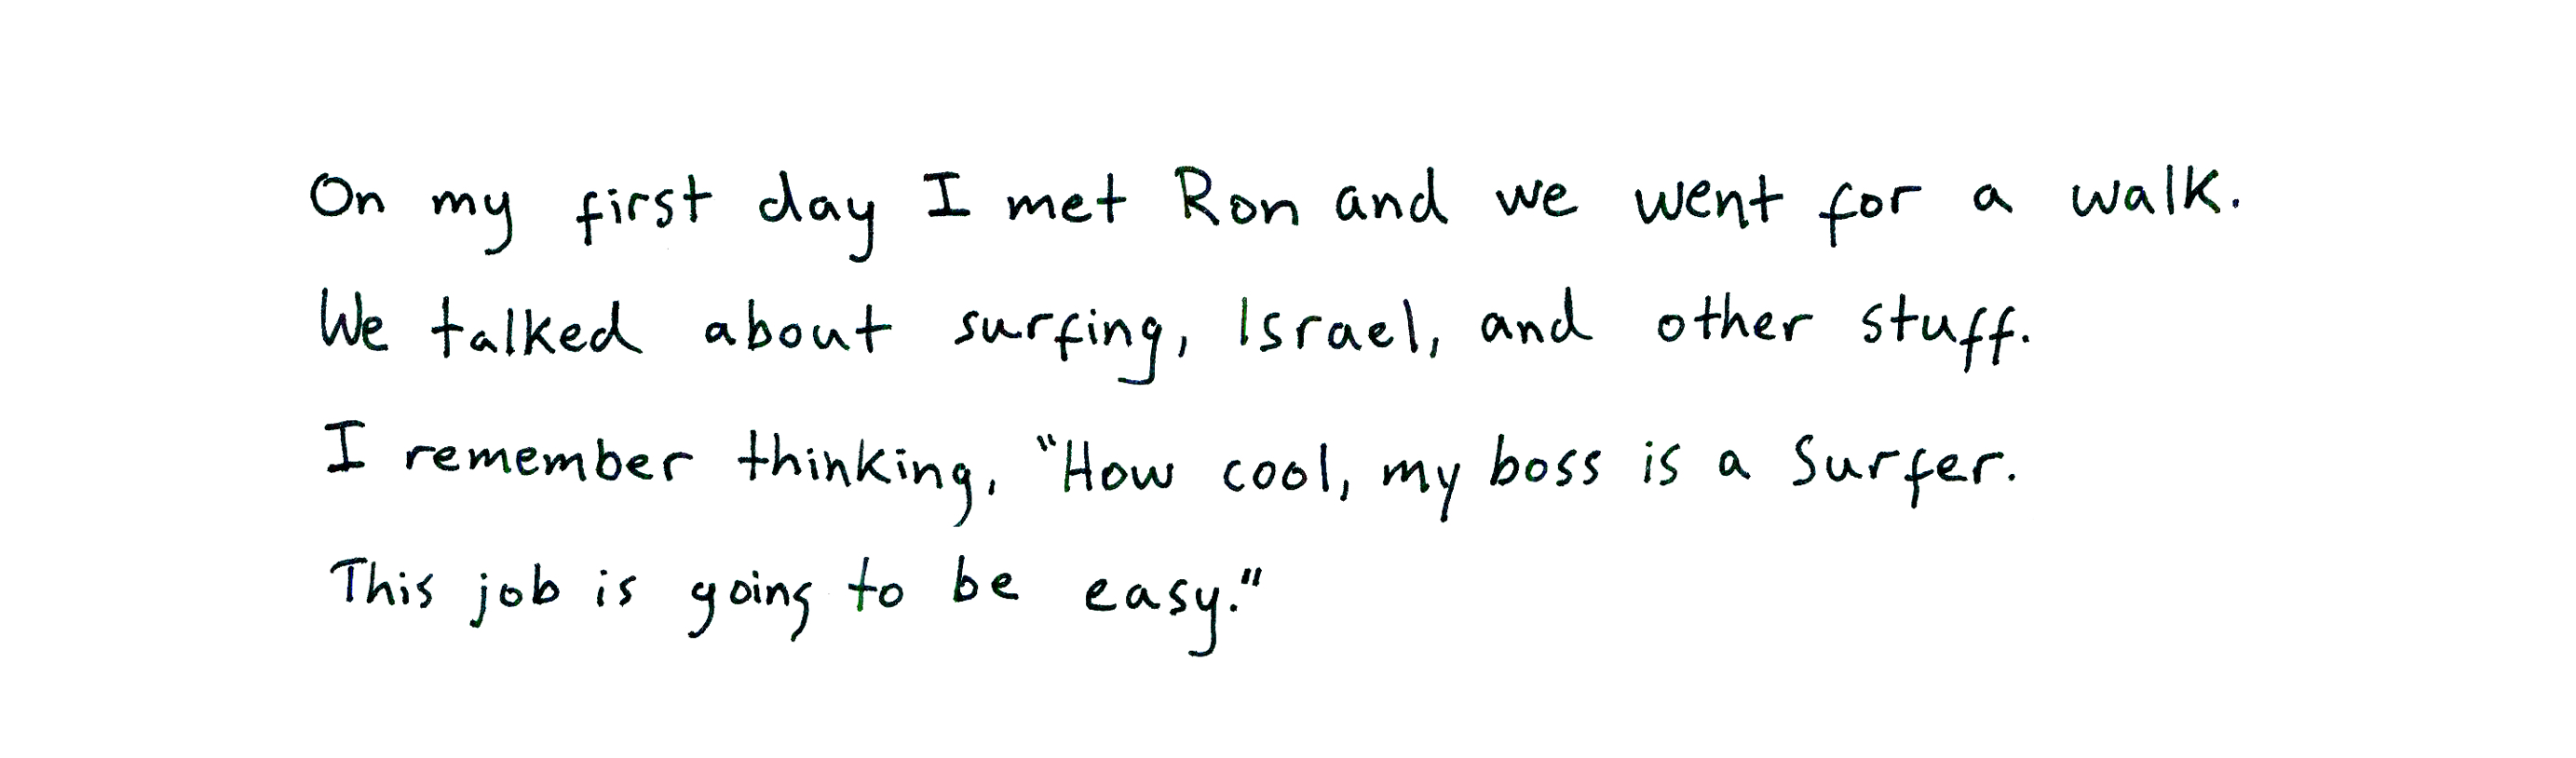 On my first day I met Ron and we went for a walk.
We talked about surfing, Israel, and other stuff.
I remember thinking, "How cool, my boss is a surfer.
This job is going to be easy."